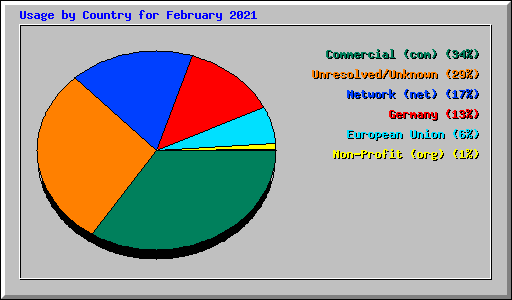 Usage by Country for February 2021
Commercial (com) (34%)
Unresolved/Unknown (29%)
Network (net) (17%)
Germany (13%)
European Union (6%)
Non-Profit (org) (1%)